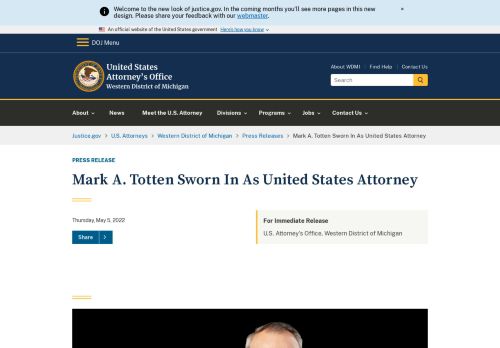 Welcome to the new look of justice.gov. In the coming months you'll see more pages in this new
design. Please share your feedback with our webmaster.
×
An official website of the United States government Here's how you know
DOJ Menu
United States
Attorney's Office
Western District of Michigan
About WDMI Find Help Contact Us
Search
About News Meet the U.S. Attorney Divisions Programs Jobs Contact Us
Justice.gov U.S. Attorneys Western District of Michigan Press Releases Mark A. Totten Sworn In As United States Attorney
PRESS RELEASE
Mark A. Totten Sworn In As United States Attorney
Thursday, May 5, 2022
Share
For Immediate Release
U.S. Attorney's Office, Western District of Michigan